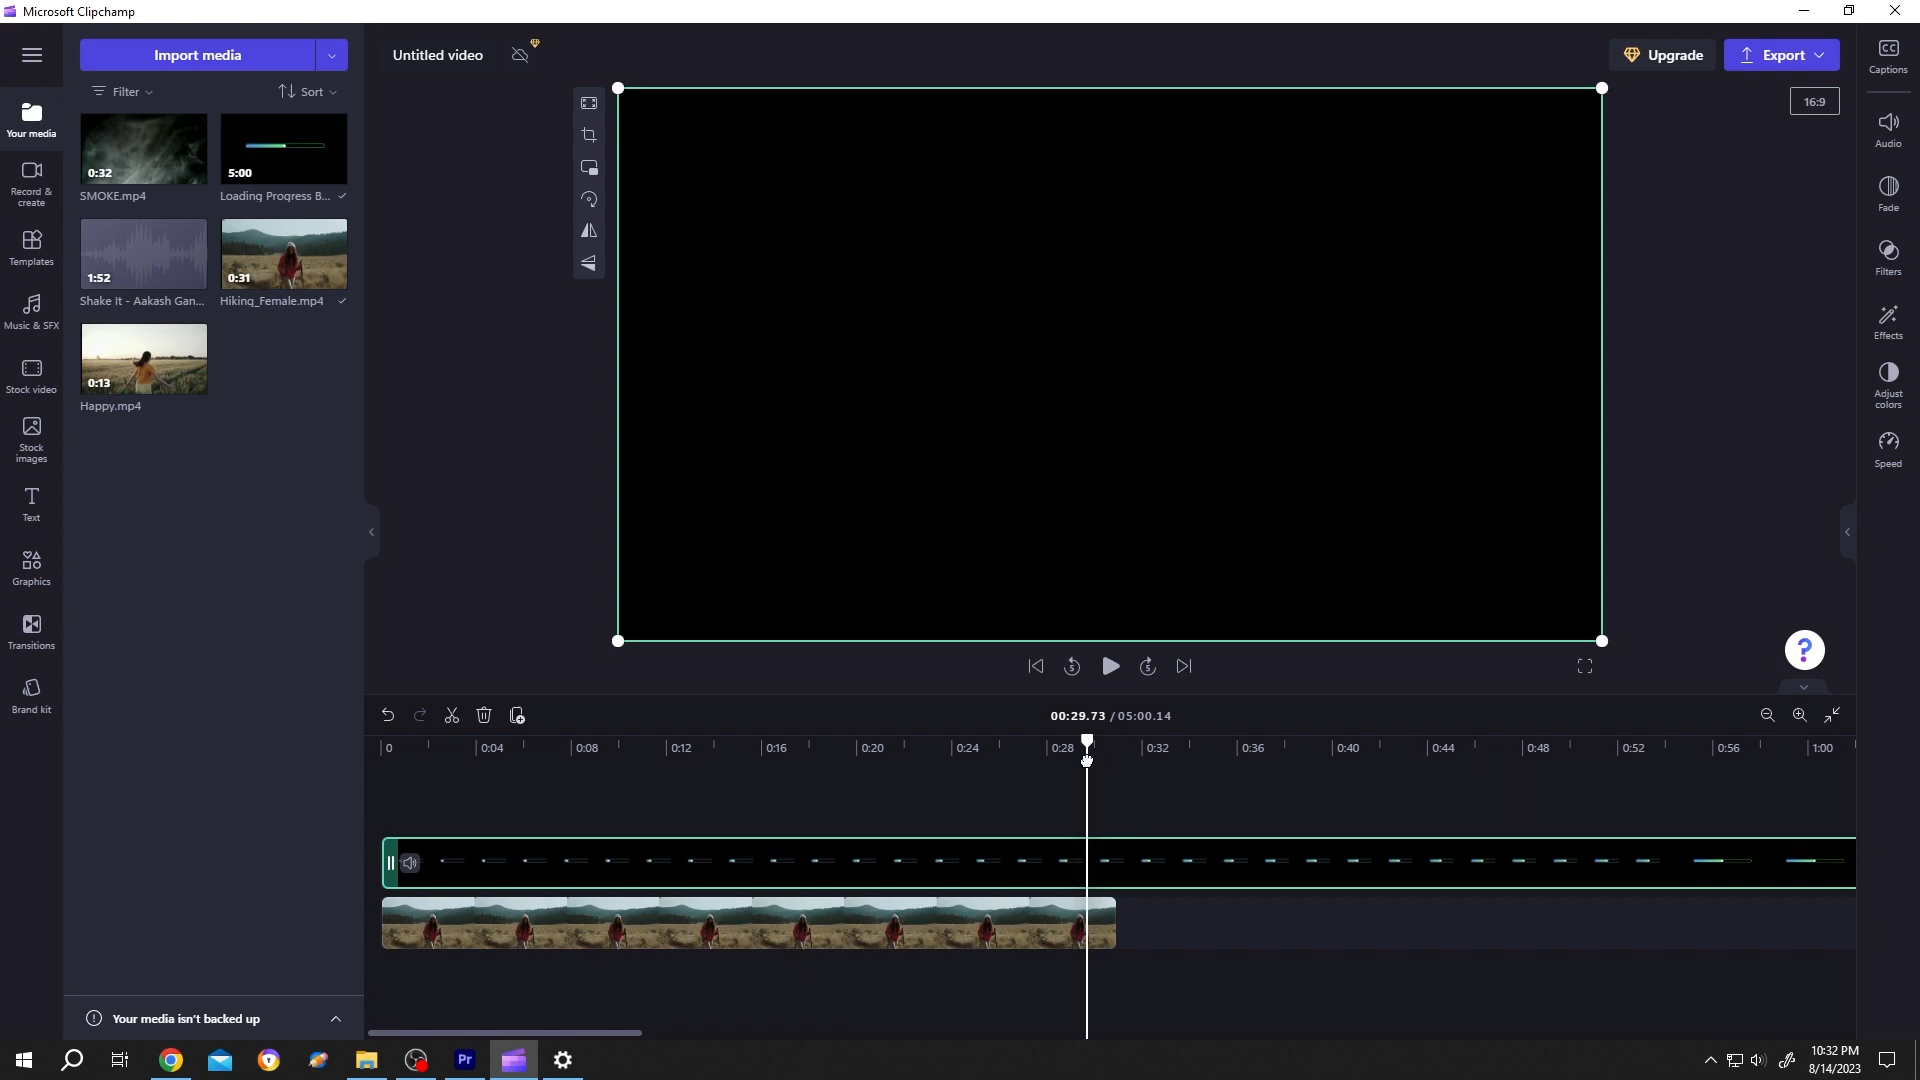 Microsoft Clipchamp
Import media
Untitled video
Upgrade
Export
Captions
Filter
Sort
16:9
Your media
0:32
5:00
SMOKE.mp4
Loading Progress B...
Audio
Record &
create
Fade
Templates
1:52
0:31
Shake It - Aakash Gan...
Hiking_Female.mp4
Filters
Music & SFX
Effects
Stock video
0:13
Happy.mp4
Adjust
colors
Stock
images
Speed
Text
Graphics
Transitions
5
5
?
Brand kit
00:29.73 / 05:00.14
0
0:04
0:08
0:12
0:16
0:20
0:24
0:28
0:32
0:36
0:40
0:44
0:48
0:52
0:56
1:00
Your media isn't backed up
Pr
10:32 PM
8/14/2023